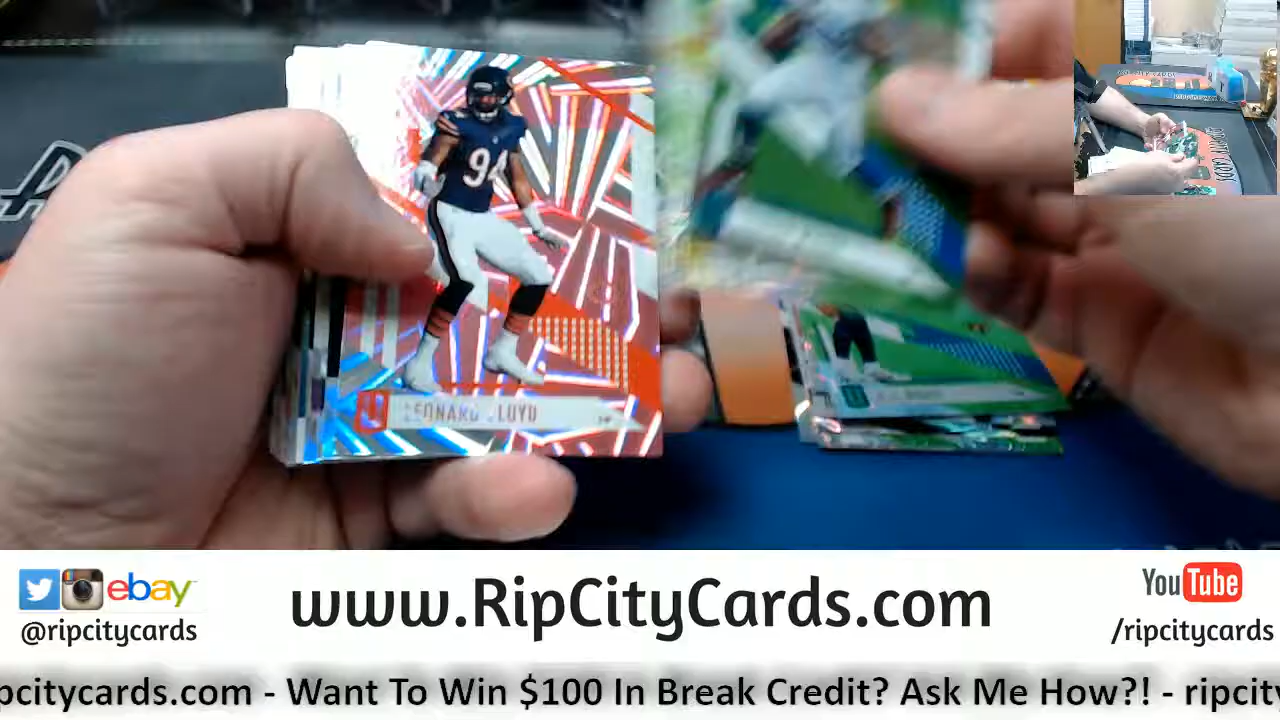 94
LEONARD FLOYD
ebay
@ripcitycards
www.RipCityCards.com
YouTube
/ripcitycards
pcitycards.com - Want To Win $100 In Break Credit? Ask Me How?! - ripcity